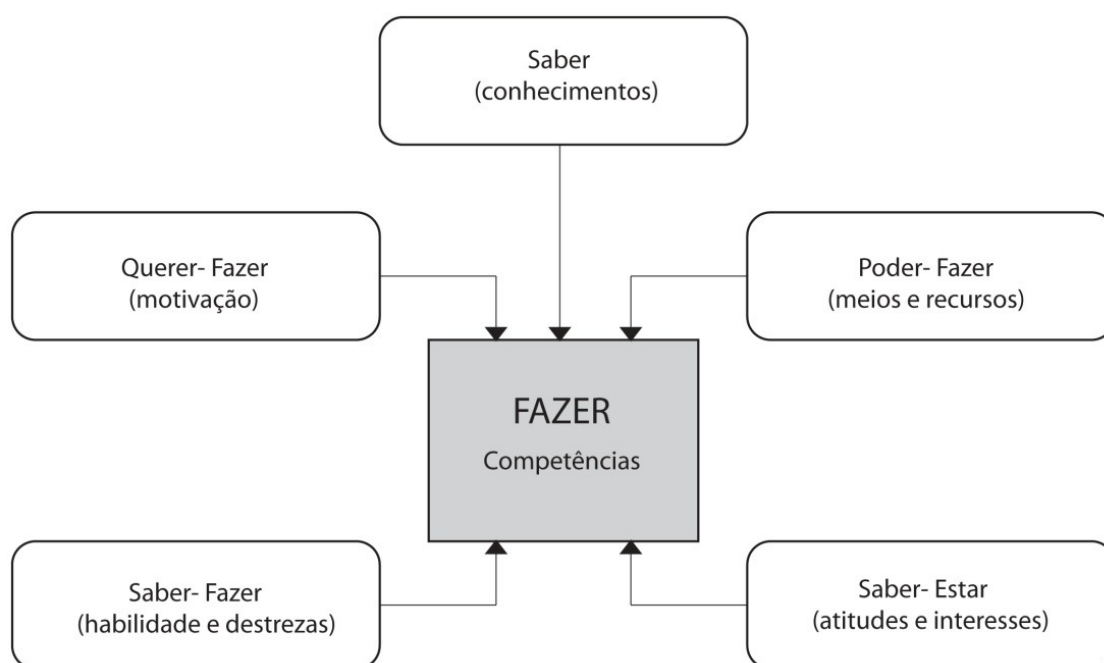 Saber
(conhecimentos)
Querer- Fazer
(motivação)
Poder- Fazer
(meios e recursos)
FAZER
Competências
Saber- Fazer
(habilidade e destrezas)
Saber- Estar
(atitudes e interesses)